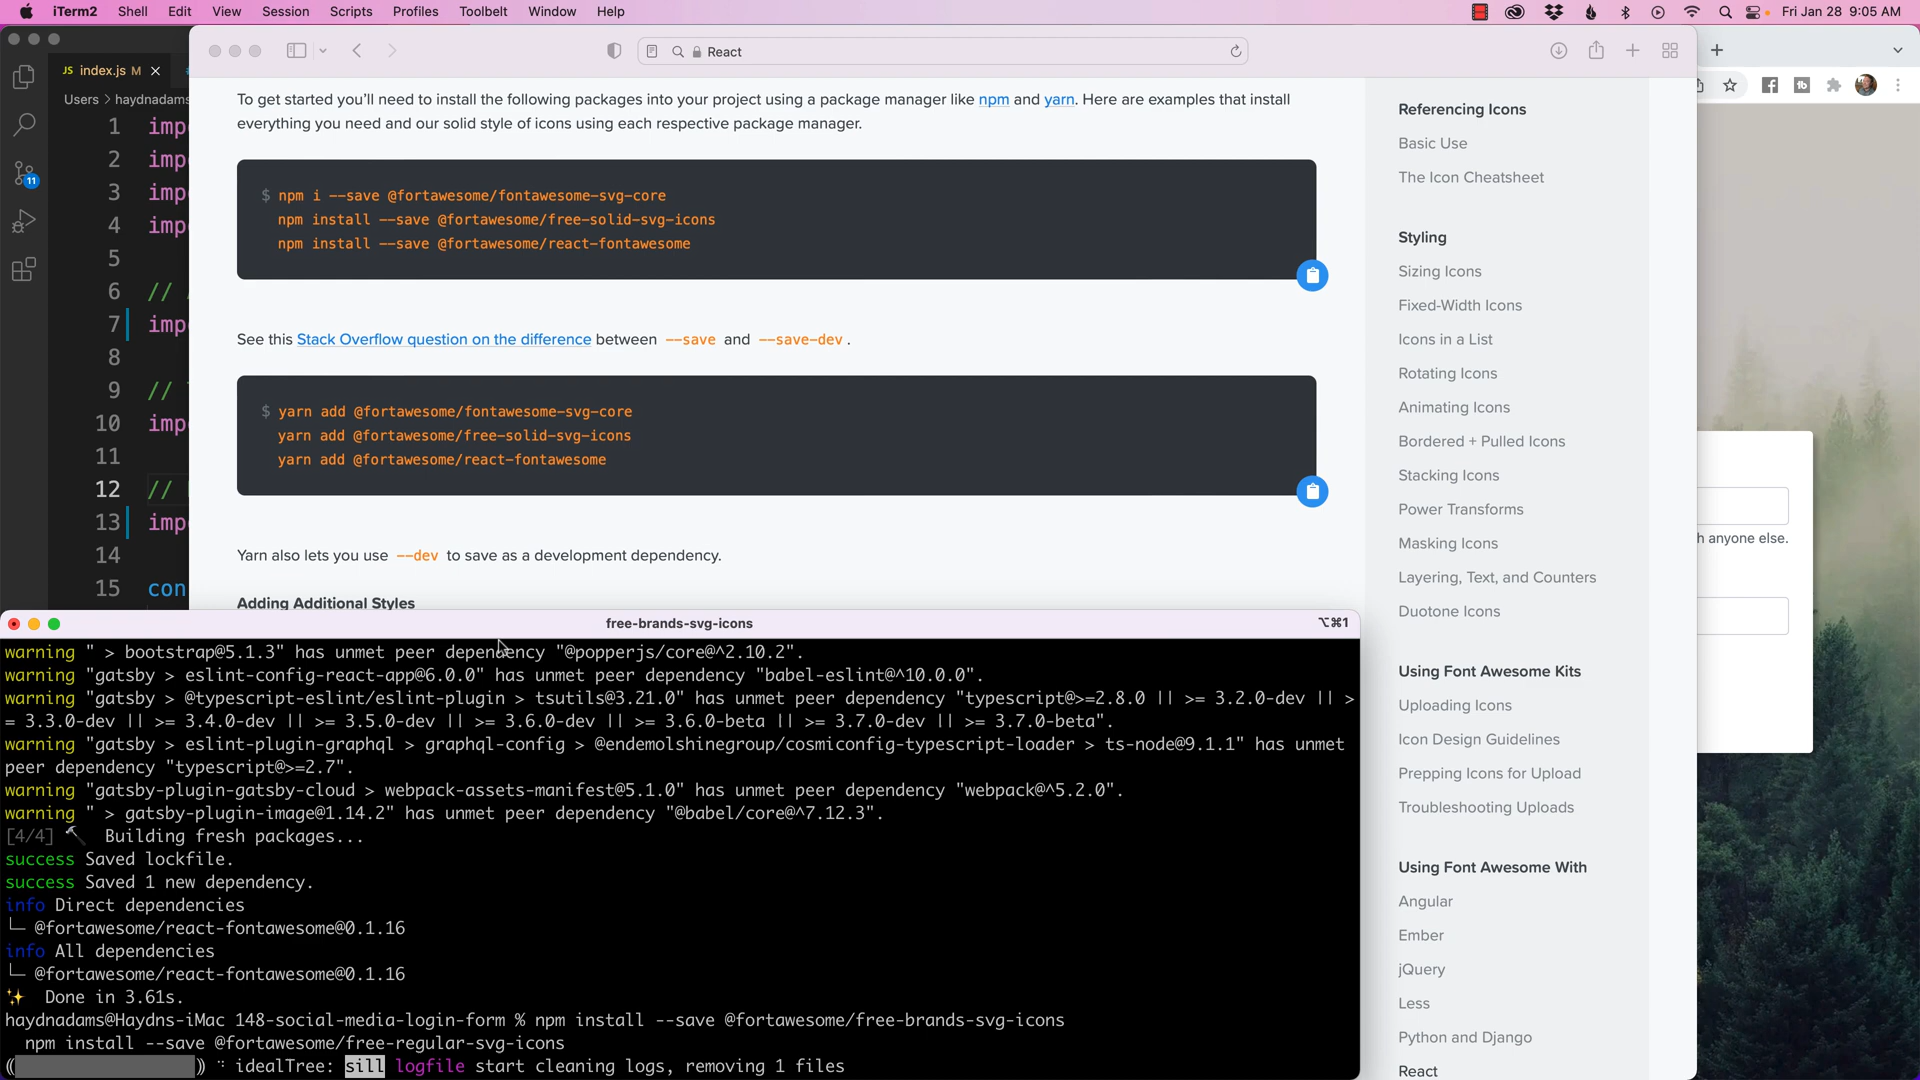 iTerm2 Shell Edit View Session Scripts Profiles Toolbelt Window Help
Fri Jan 28 9:05 AM
JS index.js M
React
Users > haydnadams
To get started you’ll need to install the following packages into your project using a package manager like npm and yarn. Here are examples that install
everything you need and our solid style of icons using each respective package manager.
$ npm i --save @fortawesome/fontawesome-svg-core
npm install --save @fortawesome/free-solid-svg-icons
npm install --save @fortawesome/react-fontawesome
See this Stack Overflow question on the difference between --save and --save-dev .
$ yarn add @fortawesome/fontawesome-svg-core
yarn add @fortawesome/free-solid-svg-icons
yarn add @fortawesome/react-fontawesome
Yarn also lets you use --dev to save as a development dependency.
Adding Additional Styles
1 impo
2 impo
3 impo
4 impo
5
6 //
7 impo
8
9 //
10 impo
11
12 //
13 impo
14
15 con
11
Referencing Icons
Basic Use
The Icon Cheatsheet
Styling
Sizing Icons
Fixed-Width Icons
Icons in a List
Rotating Icons
Animating Icons
Bordered + Pulled Icons
Stacking Icons
Power Transforms
Masking Icons
Layering, Text, and Counters
Duotone Icons
Using Font Awesome Kits
Uploading Icons
Icon Design Guidelines
Prepping Icons for Upload
Troubleshooting Uploads
Using Font Awesome With
Angular
Ember
jQuery
Less
Python and Django
React
h anyone else.
free-brands-svg-icons
⌥⌘1
warning " > bootstrap@5.1.3" has unmet peer dependency "@popperjs/core@^2.10.2".
warning "gatsby > eslint-config-react-app@6.0.0" has unmet peer dependency "babel-eslint@^10.0.0".
warning "gatsby > @typescript-eslint/eslint-plugin > tsutils@3.21.0" has unmet peer dependency "typescript@>=2.8.0 || >= 3.2.0-dev || >
= 3.3.0-dev || >= 3.4.0-dev || >= 3.5.0-dev || >= 3.6.0-dev || >= 3.6.0-beta || >= 3.7.0-dev || >= 3.7.0-beta".
warning "gatsby > eslint-plugin-graphql > graphql-config > @endemolshinegroup/cosmiconfig-typescript-loader > ts-node@9.1.1" has unmet
peer dependency "typescript@>=2.7".
warning "gatsby-plugin-gatsby-cloud > webpack-assets-manifest@5.1.0" has unmet peer dependency "webpack@^5.2.0".
warning " > gatsby-plugin-image@1.14.2" has unmet peer dependency "@babel/core@^7.12.3".
[4/4] 🔨 Building fresh packages...
success Saved lockfile.
success Saved 1 new dependency.
info Direct dependencies
└─ @fortawesome/react-fontawesome@0.1.16
info All dependencies
└─ @fortawesome/react-fontawesome@0.1.16
✨ Done in 3.61s.
haydnadams@Haydns-iMac 148-social-media-login-form % npm install --save @fortawesome/free-brands-svg-icons
npm install --save @fortawesome/free-regular-svg-icons
idealTree: sill logfile start cleaning logs, removing 1 files